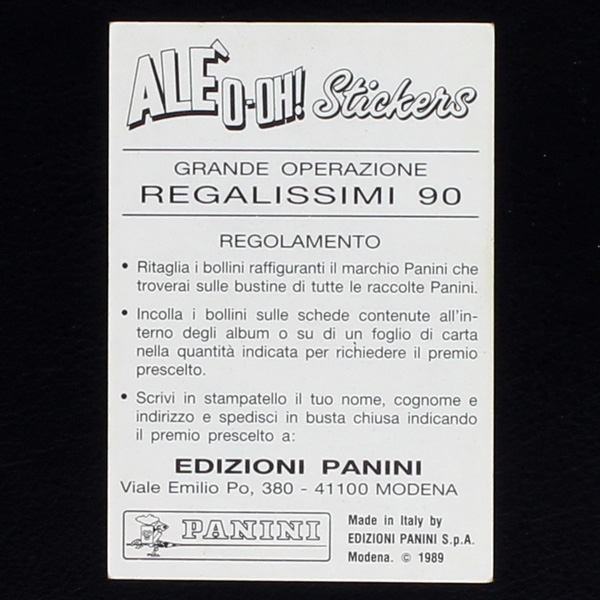 ALÈ O-OH! Stickers
GRANDE OPERAZIONE
REGALISSIMI 90
REGOLAMENTO
• Ritaglia i bollini raffiguranti il marchio Panini che
troverai sulle bustine di tutte le raccolte Panini.
• Incolla i bollini sulle schede contenute all'in-
terno degli album o su di un foglio di carta
nella quantità indicata per richiedere il premio
prescelto.
• Scrivi in stampatello il tuo nome, cognome e
indirizzo e spedisci in busta chiusa indicando
il premio prescelto a:
EDIZIONI PANINI
Viale Emilio Po, 380 - 41100 MODENA
PANINI
Made in Italy by
EDIZIONI PANINI S.p.A.
Modena. © 1989